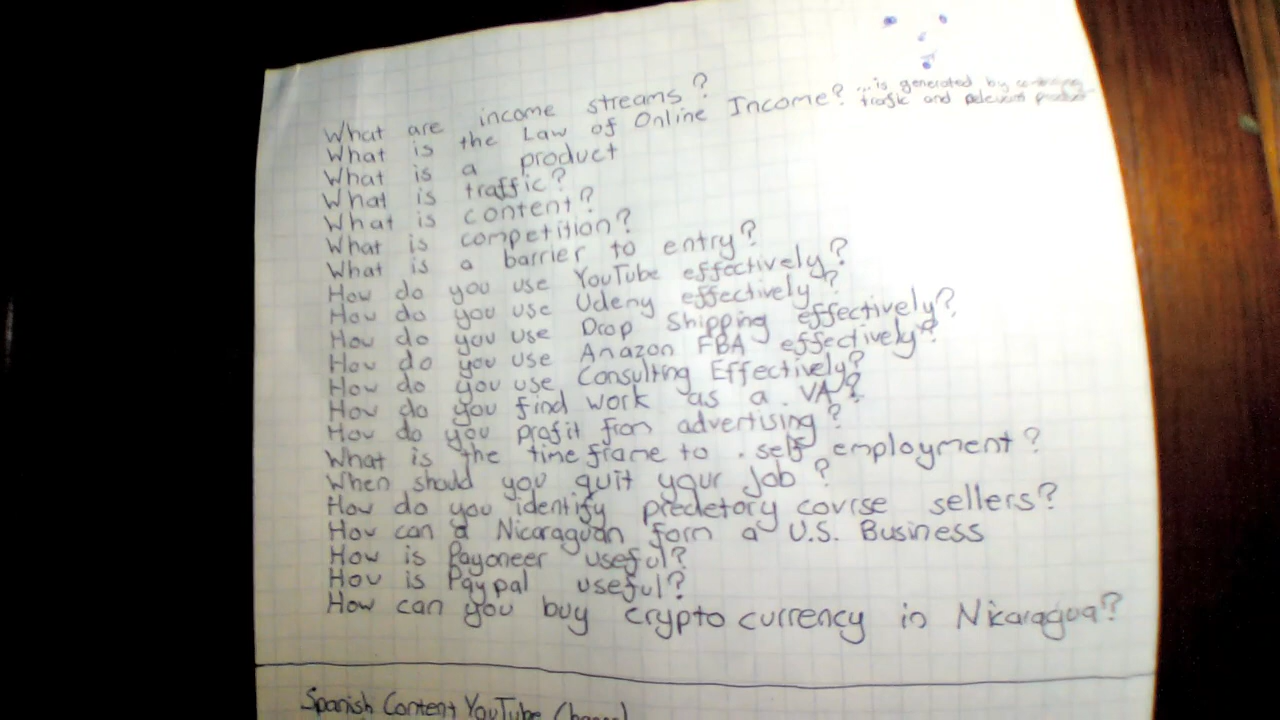 What are income streams?
What is the Law of Online Income? ...is generated by combining
traffic and relevant product
What is a product
What is traffic?
What is content?
What is competition?
What is a barrier to entry?
How do you use YouTube effectively?
How do you use Udemy effectively?
How do you use Drop Shipping effectively?
How do you use Amazon FBA effectively?
How do you use Consulting Effectively?
How do you find work as a VA?
How do you profit from advertising?
What is the time frame to self employment?
When should you quit your Job?
How do you identify predetory course sellers?
How can a Nicaraguan form a U.S. Business
How is Payoneer useful?
How is Paypal useful?
How can you buy cryptocurrency in Nicaragua?
Spanish Content YouTube Channel